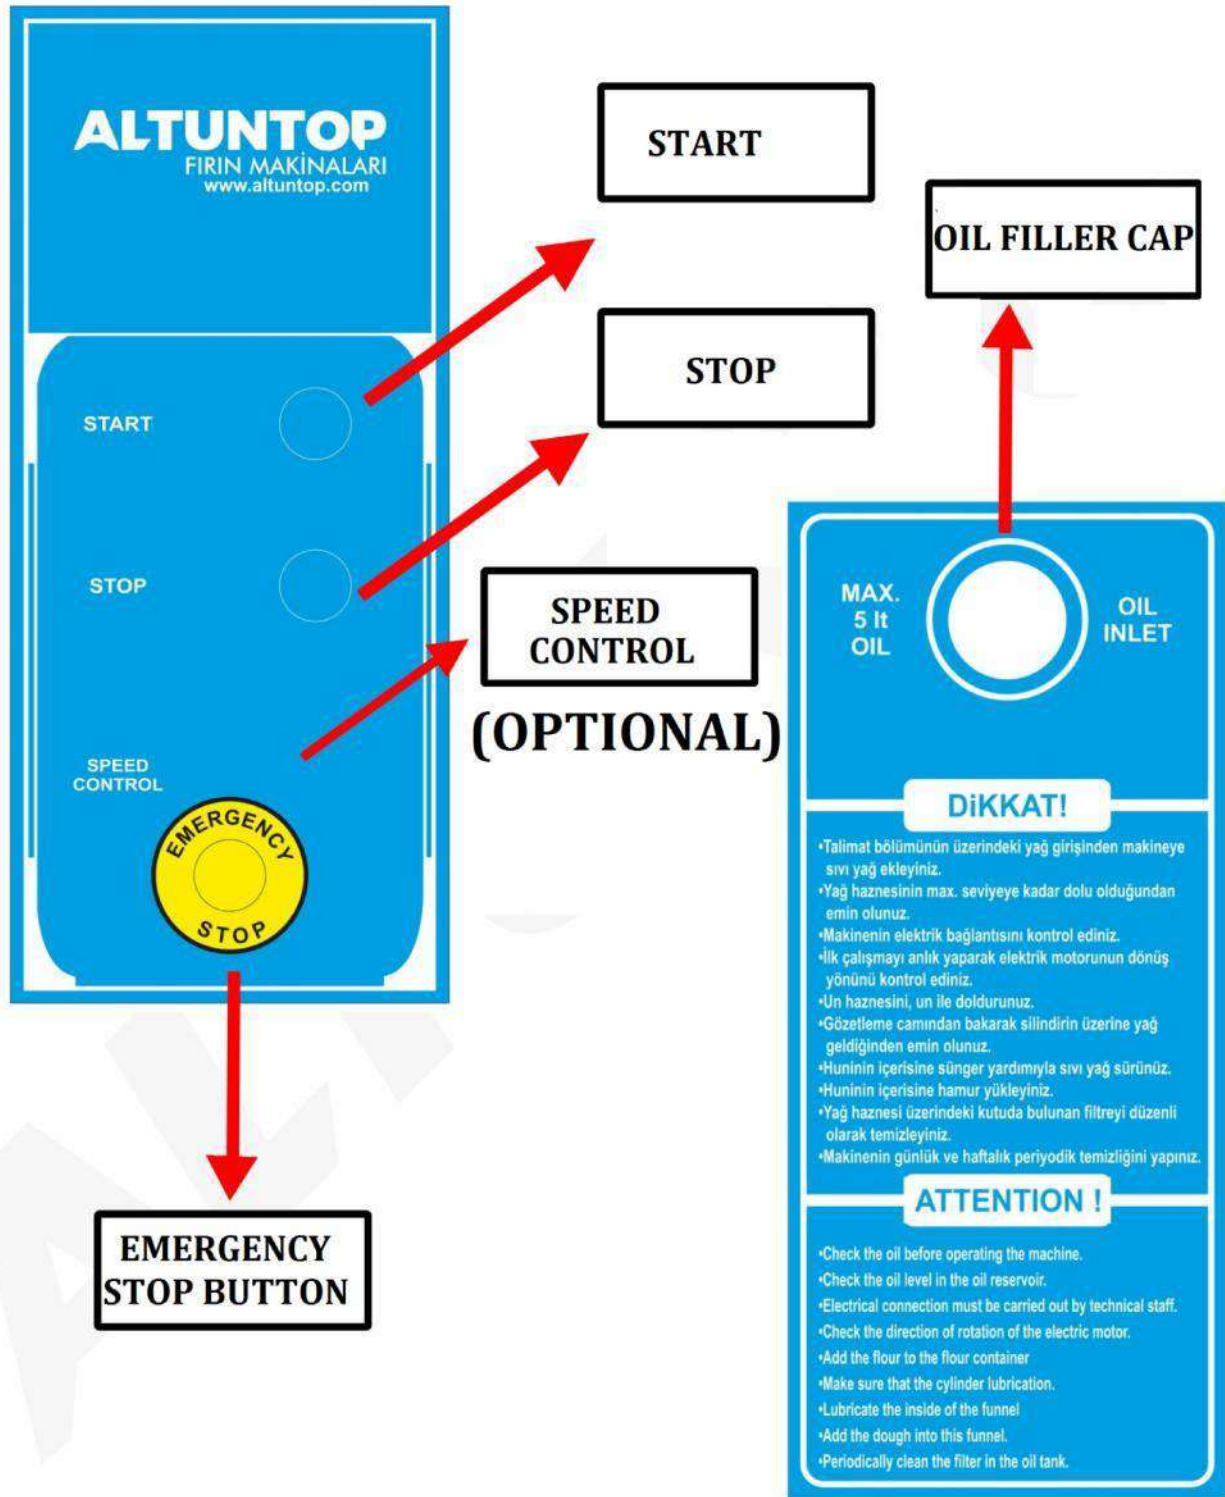 ALTUNTOP
FIRIN MAKİNALARI
www.altuntop.com
START
STOP
SPEED
CONTROL
EMERGENCY
STOP
START
STOP
SPEED
CONTROL
(OPTIONAL)
EMERGENCY
STOP BUTTON
OIL FILLER CAP
MAX.
5 lt
OIL
OIL
INLET
DiKKAT!
•Talimat bölümünün üzerindeki yağ girişinden makineye
sıvı yağ ekleyiniz.
•Yağ haznesinin max. seviyeye kadar dolu olduğundan
emin olunuz.
•Makinenin elektrik bağlantısını kontrol ediniz.
•İlk çalışmayı anlık yaparak elektrik motorunun dönüş
yönünü kontrol ediniz.
•Un haznesini, un ile doldurunuz.
•Gözetleme camından bakarak silindirin üzerine yağ
geldiğinden emin olunuz.
•Huninin içerisine sünger yardımıyla sıvı yağ sürünüz.
•Huninin içerisine hamur yükleyiniz.
•Yağ haznesi üzerindeki kutuda bulunan filtreyi düzenli
olarak temizleyiniz.
•Makinenin günlük ve haftalık periyodik temizliğini yapınız.
ATTENTION !
•Check the oil before operating the machine.
•Check the oil level in the oil reservoir.
•Electrical connection must be carried out by technical staff.
•Check the direction of rotation of the electric motor.
•Add the flour to the flour container
•Make sure that the cylinder lubrication.
•Lubricate the inside of the funnel
•Add the dough into this funnel.
•Periodically clean the filter in the oil tank.